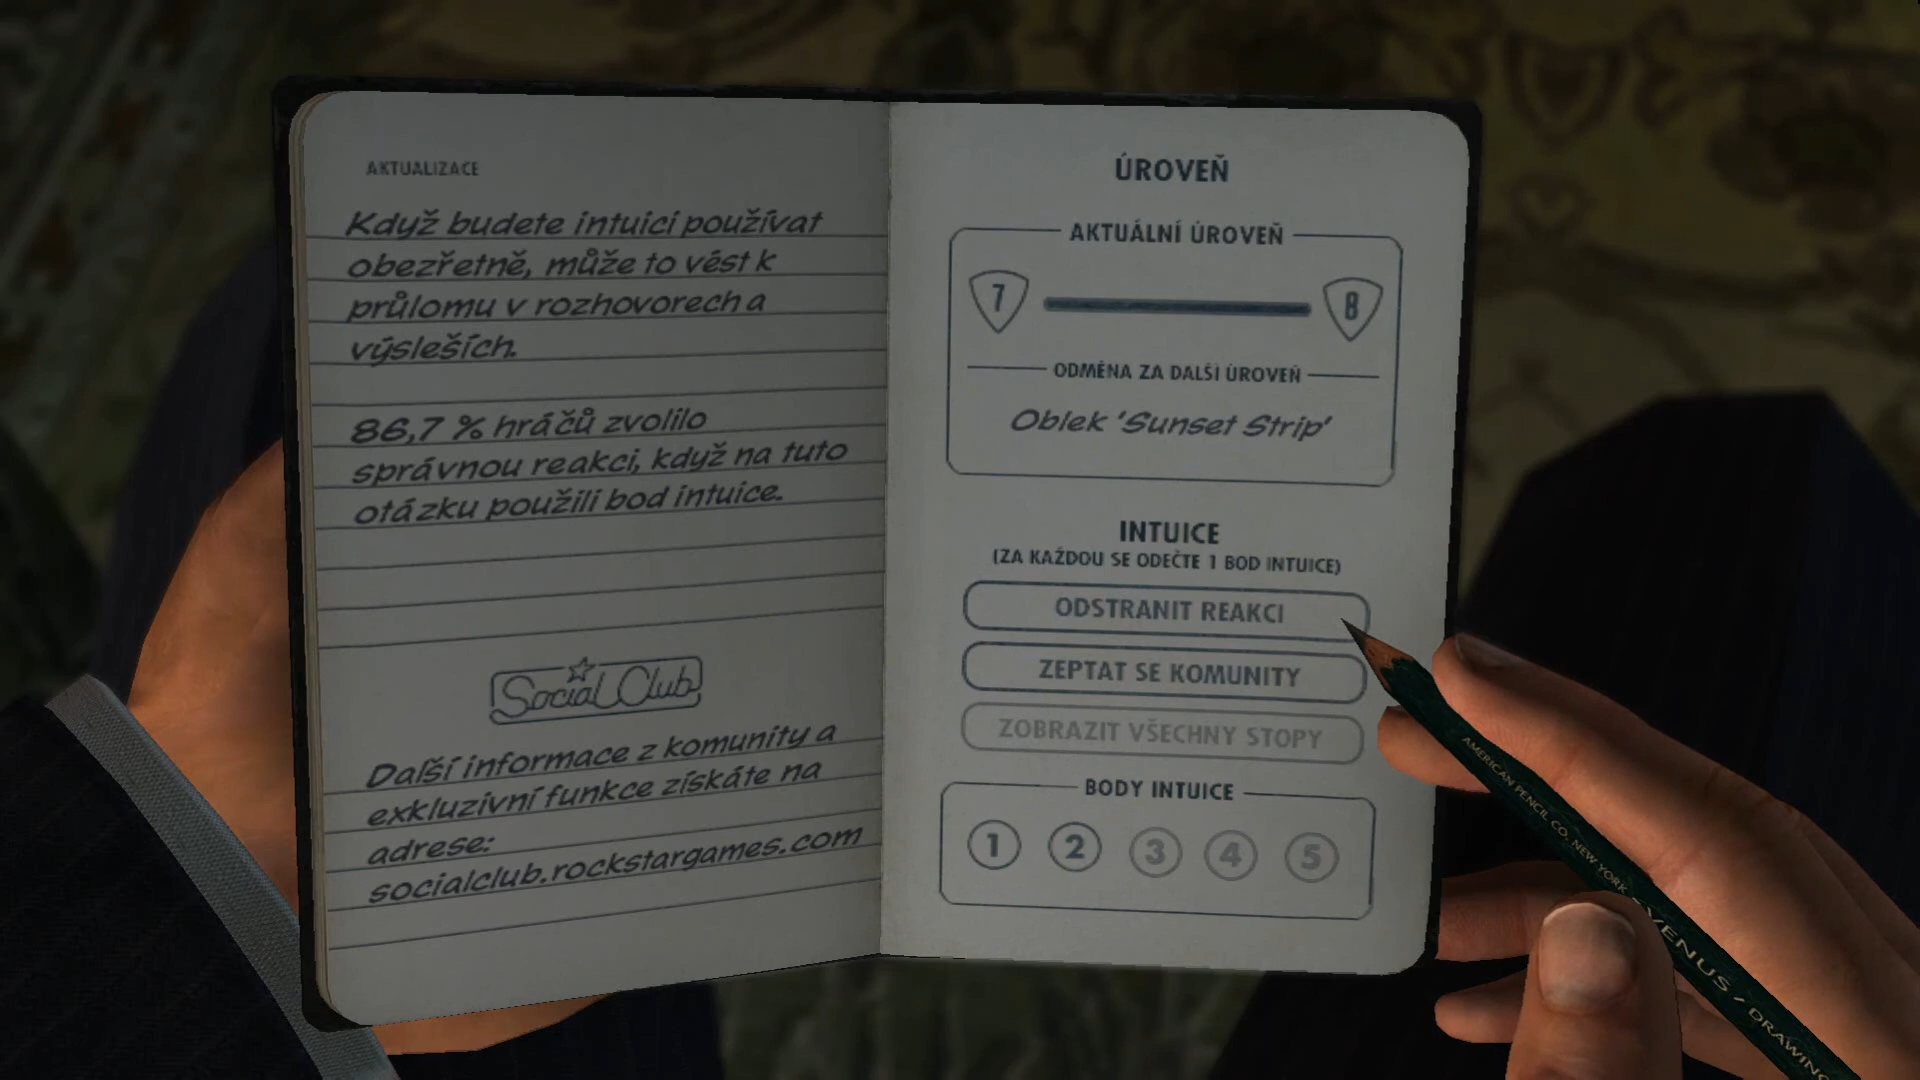 AKTUALIZACE
Když budete intuici používat
obezřetně, může to vést k
průlomu v rozhovorech a
výsleších.
86,7 % hráčů zvolilo
správnou reakci, když na tuto
otázku použili bod intuice.
Social Club
Další informace z komunity a
exkluzivní funkce získáte na
adrese:
socialclub.rockstargames.com
ÚROVEŇ
AKTUÁLNÍ ÚROVEŇ
7 8
ODMĚNA ZA DALŠÍ ÚROVEŇ
Oblek 'Sunset Strip'
INTUICE
(ZA KAŽDOU SE ODEČTE 1 BOD INTUICE)
ODSTRANIT REAKCI
ZEPTAT SE KOMUNITY
ZOBRAZIT VŠECHNY STOPY
BODY INTUICE
1 2 3 4 5
AMERICAN PENCIL CO. NEW YORK
VENUS / DRAWING